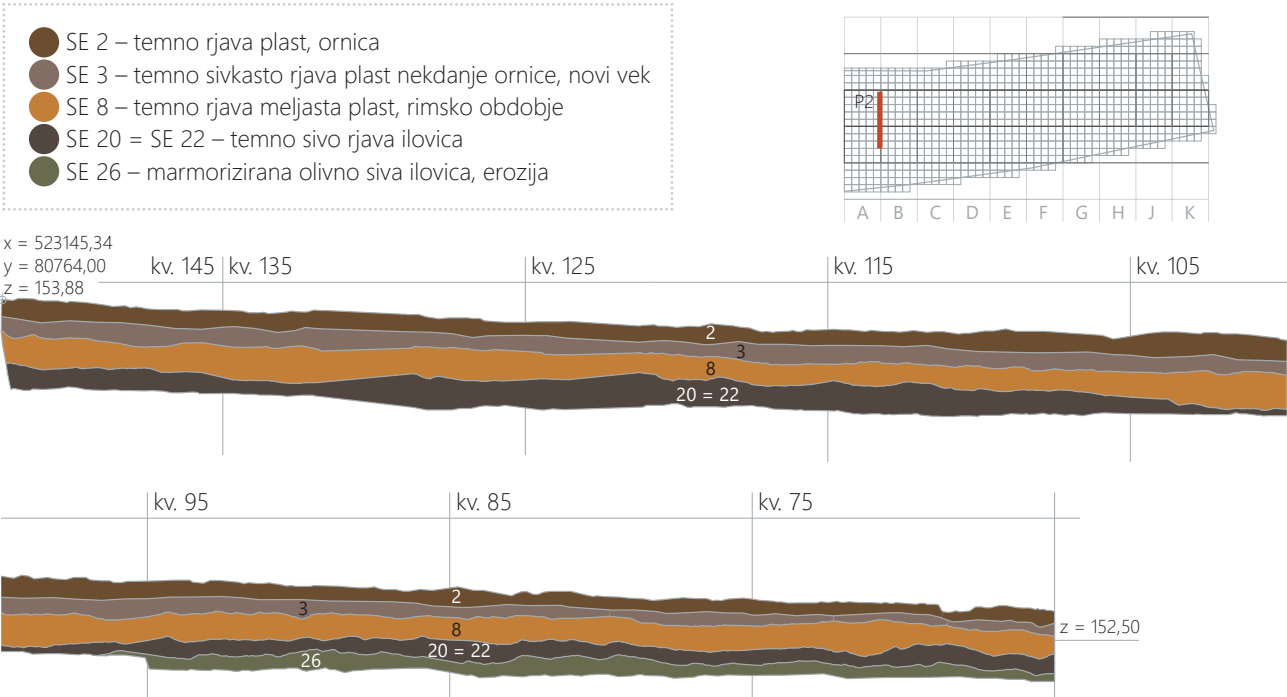 SE 2 – temno rjava plast, ornica
SE 3 – temno sivkasto rjava plast nekdanje ornice, novi vek
SE 8 – temno rjava meljasta plast, rimsko obdobje
SE 20 = SE 22 – temno sivo rjava ilovica
SE 26 – marmorizirana olivno siva ilovica, erozija
P2
A B C D E F G H J K
x = 523145,34
y = 80764,00
z = 153,88
kv. 145 kv. 135 kv. 125 kv. 115 kv. 105
2
3
8
20 = 22
kv. 95 kv. 85 kv. 75
2
3
8
20 = 22
26
z = 152,50